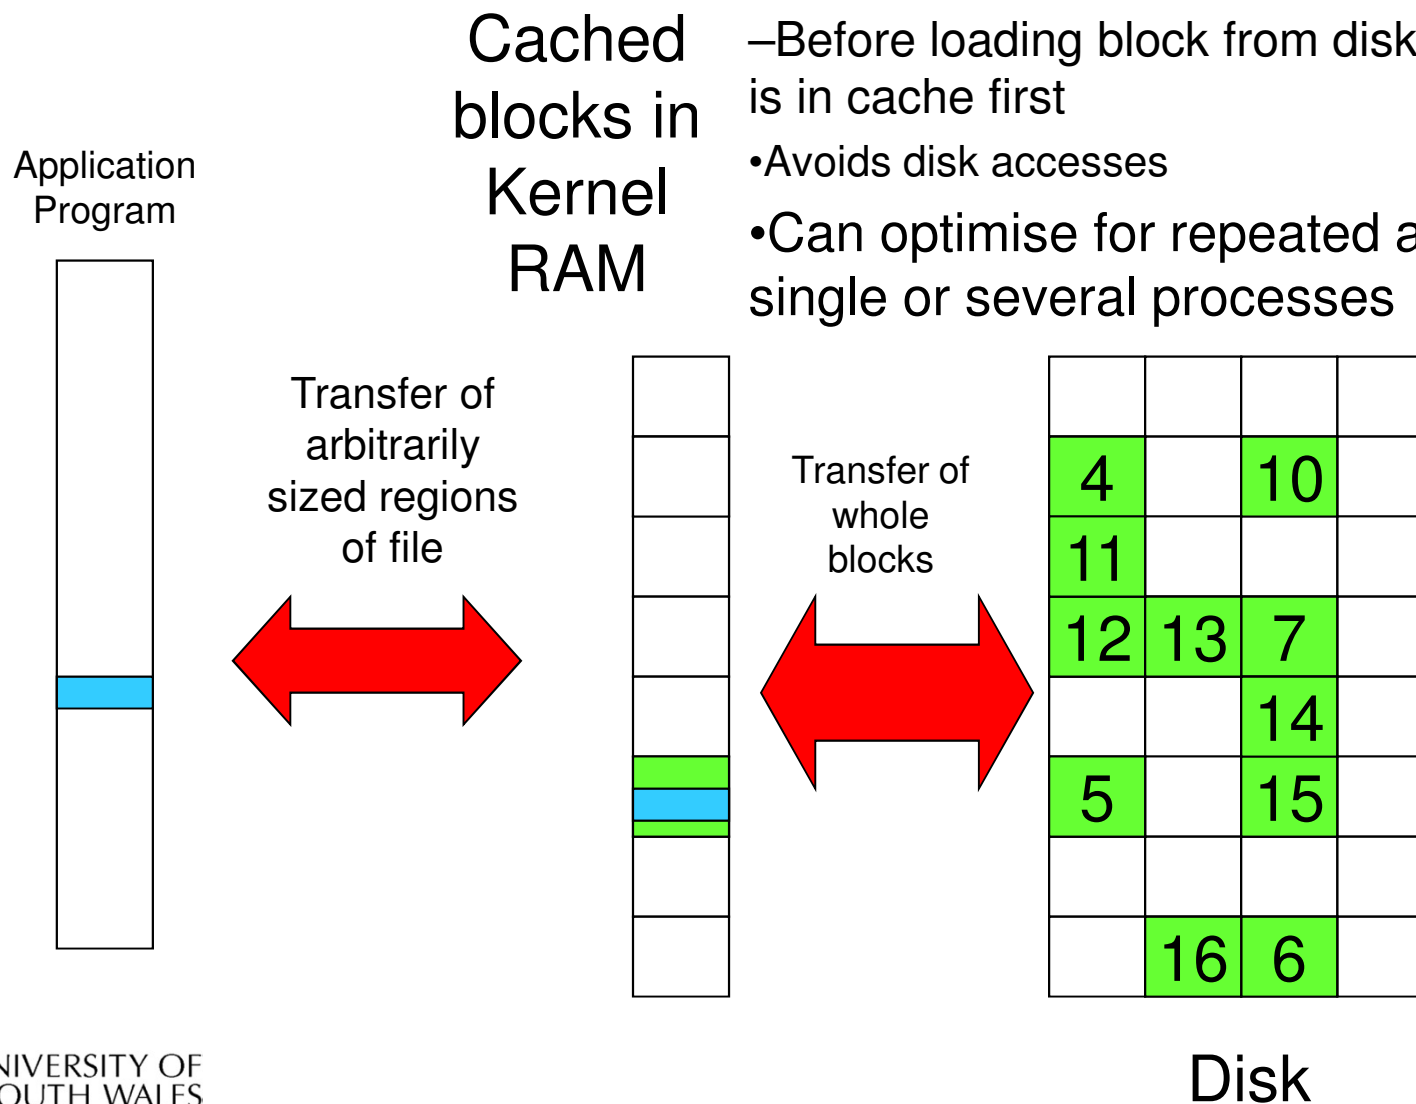 Cached
blocks in
Kernel
RAM
–Before loading block from disk
is in cache first
•Avoids disk accesses
•Can optimise for repeated a
single or several processes
Application
Program
Transfer of
arbitrarily
sized regions
of file
Transfer of
whole
blocks
4 10
11
12 13 7
14
5 15
16 6
Disk
NIVERSITY OF
OUTH WALES